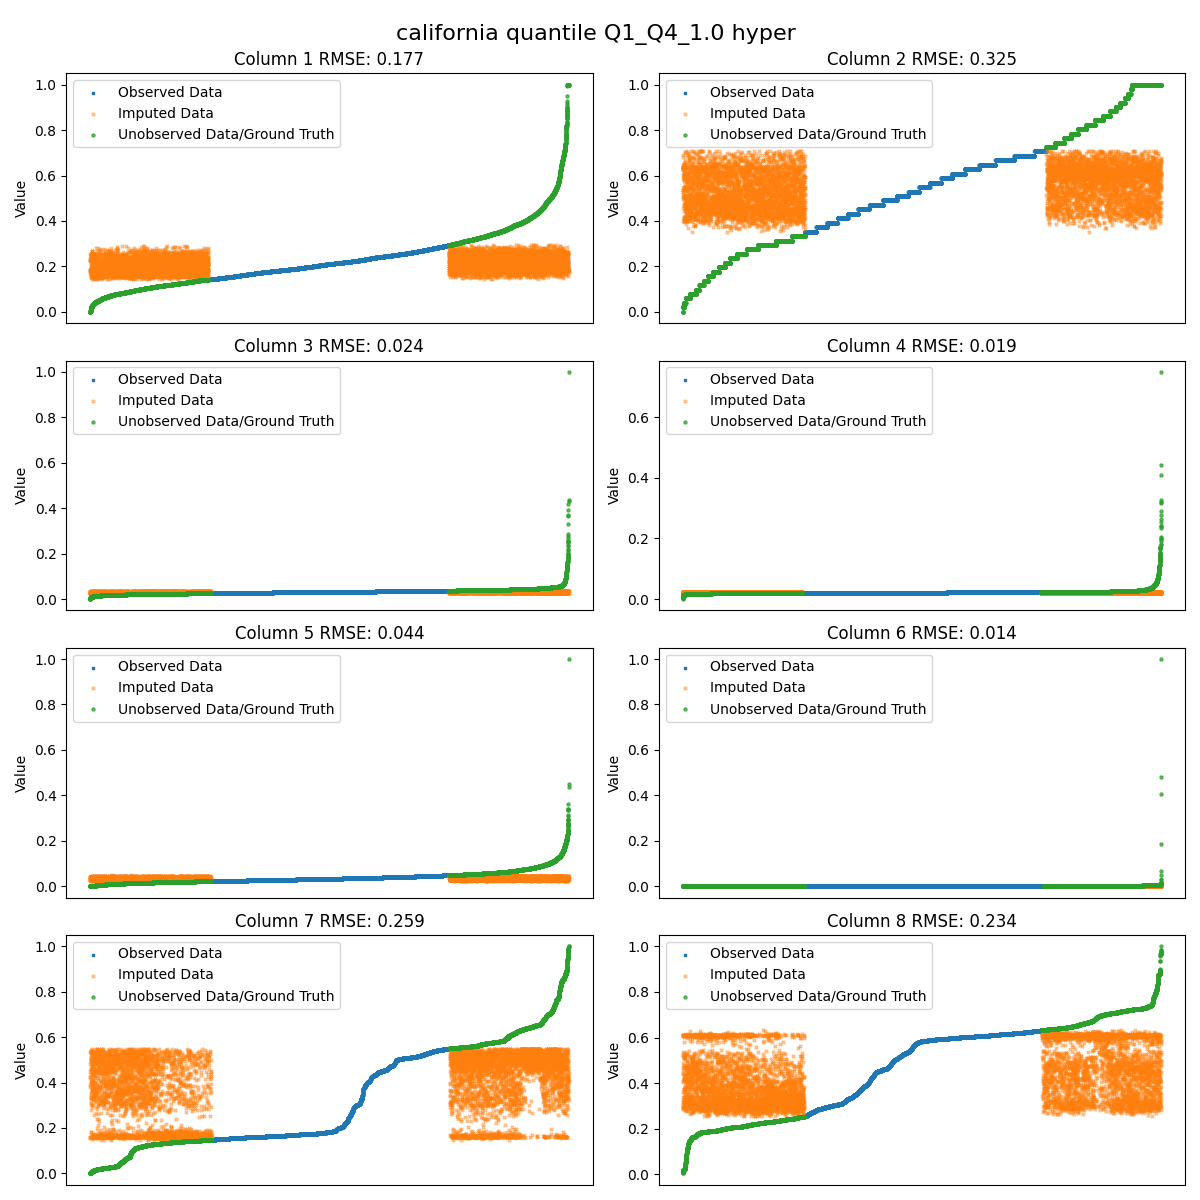 california quantile Q1_Q4_1.0 hyper
Column 1 RMSE: 0.177
Observed Data
Imputed Data
Unobserved Data/Ground Truth
Value
1.0
0.8
0.6
0.4
0.2
0.0
Column 2 RMSE: 0.325
Observed Data
Imputed Data
Unobserved Data/Ground Truth
Value
1.0
0.8
0.6
0.4
0.2
0.0
Column 3 RMSE: 0.024
Observed Data
Imputed Data
Unobserved Data/Ground Truth
Value
1.0
0.8
0.6
0.4
0.2
0.0
Column 4 RMSE: 0.019
Observed Data
Imputed Data
Unobserved Data/Ground Truth
Value
0.6
0.4
0.2
0.0
Column 5 RMSE: 0.044
Observed Data
Imputed Data
Unobserved Data/Ground Truth
Value
1.0
0.8
0.6
0.4
0.2
0.0
Column 6 RMSE: 0.014
Observed Data
Imputed Data
Unobserved Data/Ground Truth
Value
1.0
0.8
0.6
0.4
0.2
0.0
Column 7 RMSE: 0.259
Observed Data
Imputed Data
Unobserved Data/Ground Truth
Value
1.0
0.8
0.6
0.4
0.2
0.0
Column 8 RMSE: 0.234
Observed Data
Imputed Data
Unobserved Data/Ground Truth
Value
1.0
0.8
0.6
0.4
0.2
0.0